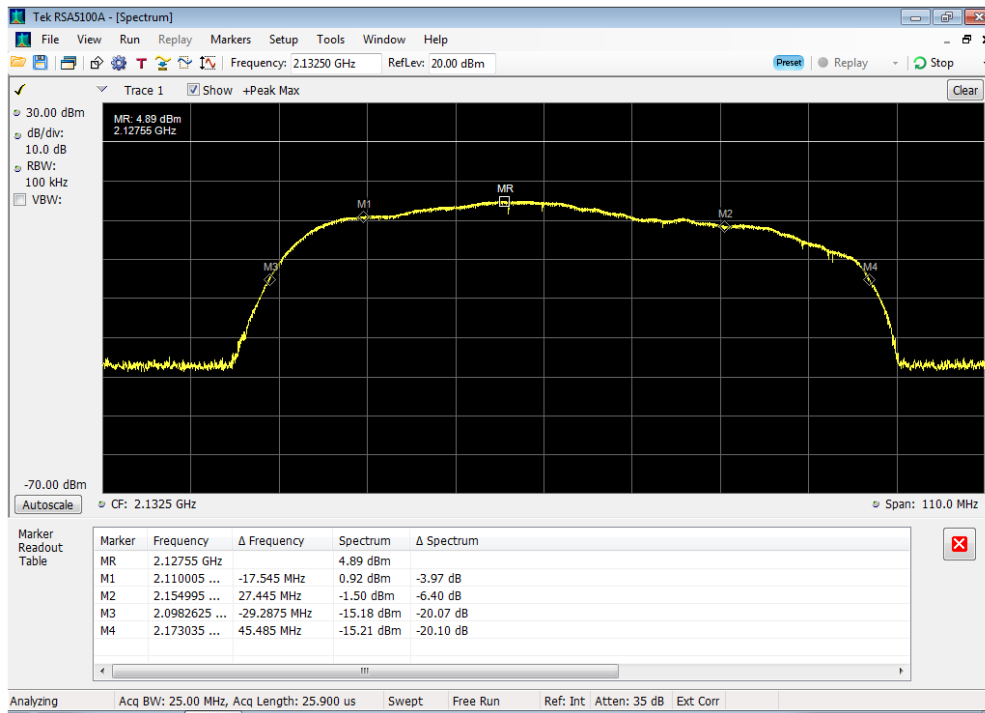 Tek RSA5100A - [Spectrum]
File View Run Replay Markers Setup Tools Window Help
T Frequency: 2.13250 GHz RefLev: 20.00 dBm Preset Replay Stop
Trace 1 Show +Peak Max Clear
30.00 dBm
dB/div:
10.0 dB
RBW:
100 kHz
VBW:
MR: 4.89 dBm
2.12755 GHz
MR
M1
M2
M3
M4
-70.00 dBm
Autoscale CF: 2.1325 GHz Span: 110.0 MHz
Marker
Readout
Table
Marker Frequency Δ Frequency Spectrum Δ Spectrum
MR 2.12755 GHz 4.89 dBm
M1 2.110005 ... -17.545 MHz 0.92 dBm -3.97 dB
M2 2.154995 ... 27.445 MHz -1.50 dBm -6.40 dB
M3 2.0982625 ... -29.2875 MHz -15.18 dBm -20.07 dB
M4 2.173035 ... 45.485 MHz -15.21 dBm -20.10 dB
Analyzing Acq BW: 25.00 MHz, Acq Length: 25.900 us Swept Free Run Ref: Int Atten: 35 dB Ext Corr